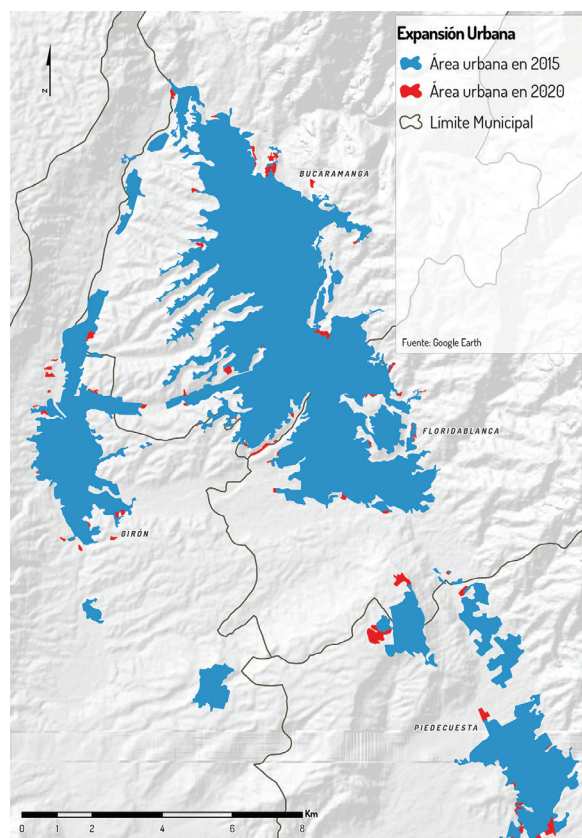 Expansión Urbana
Área urbana en 2015
Área urbana en 2020
Límite Municipal
Fuente: Google Earth
N
BUCARAMANGA
FLORIDABLANCA
GIRÓN
PIEDECUESTA
Km
0 2 4 6 8